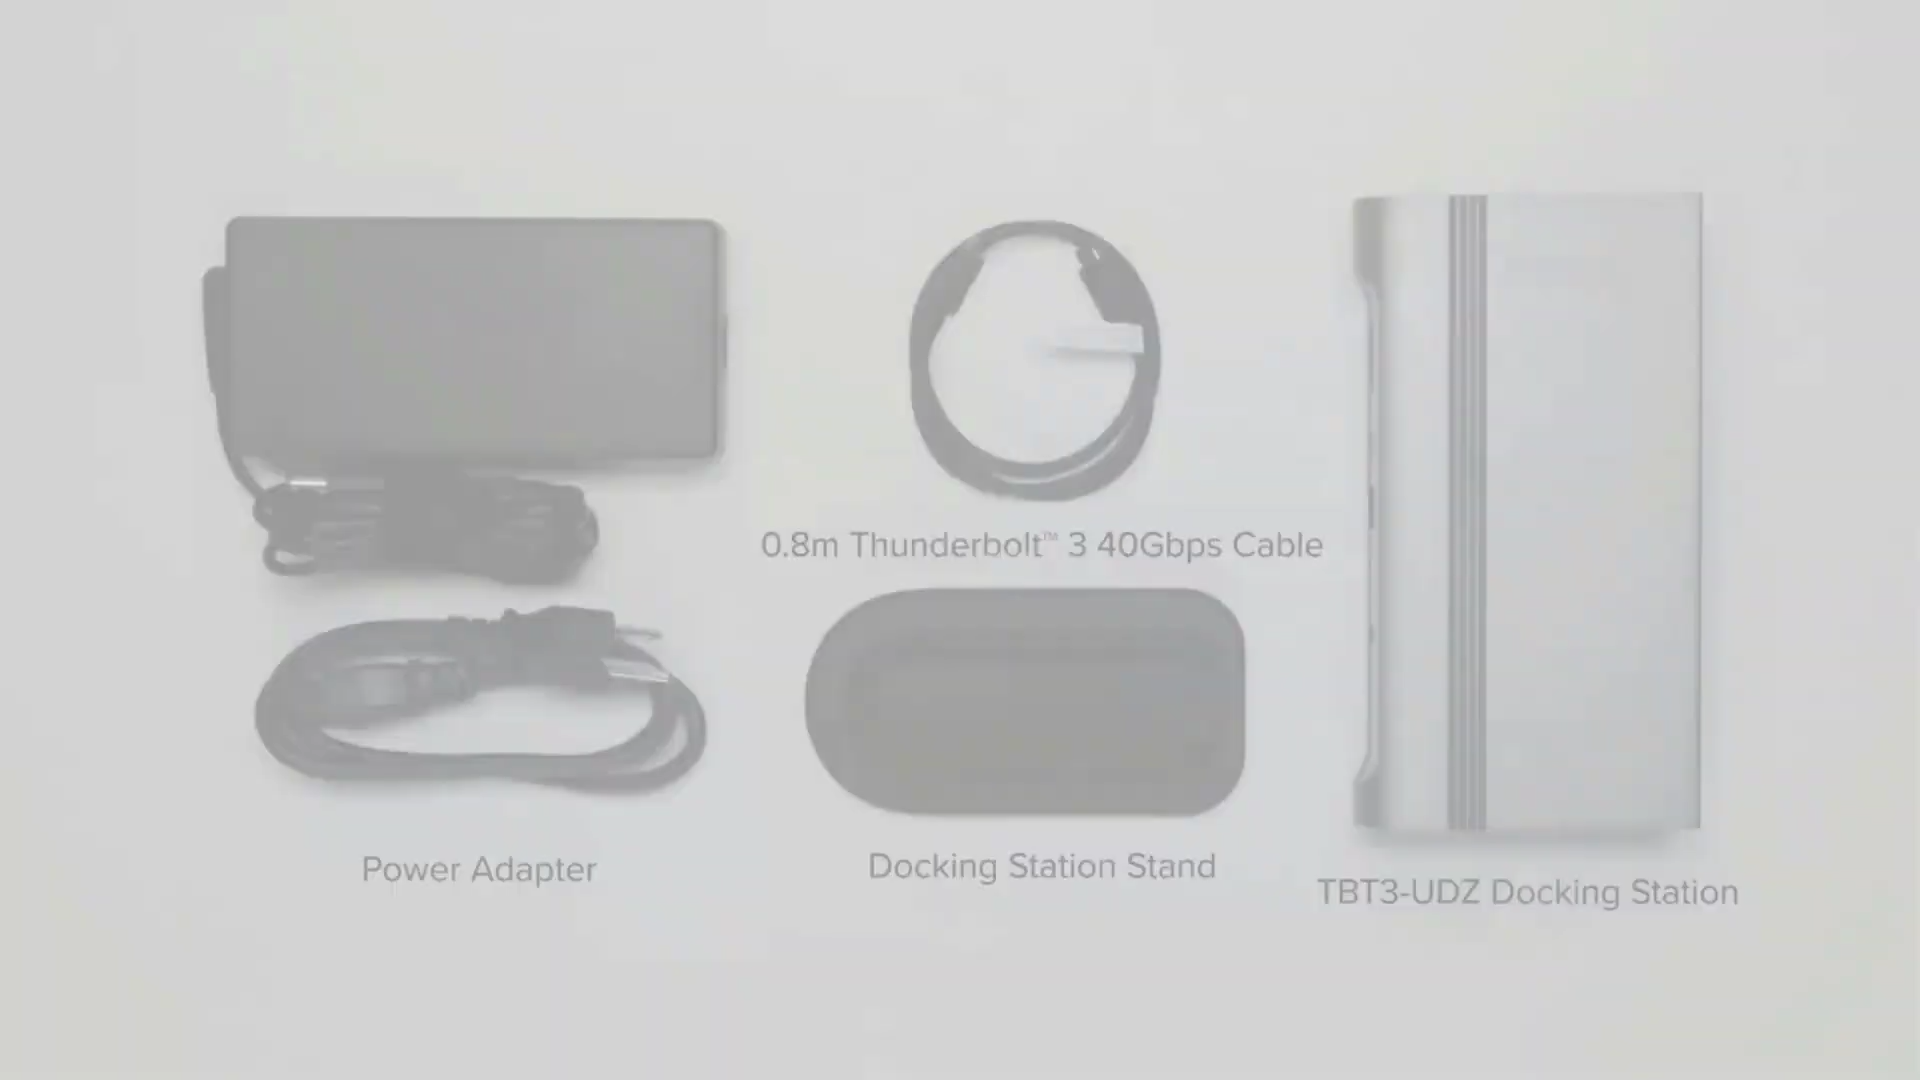 0.8m Thunderbolt™ 3 40Gbps Cable
Power Adapter
Docking Station Stand
TBT3-UDZ Docking Station